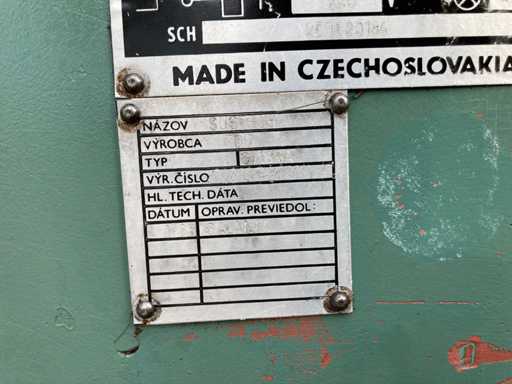 SCH
MADE IN CZECHOSLOVAKIA
NÁZOV
VÝROBCA
TYP
VÝR. ČÍSLO
HL. TECH. DÁTA
DÁTUM OPRAV. PREVIEDOL: